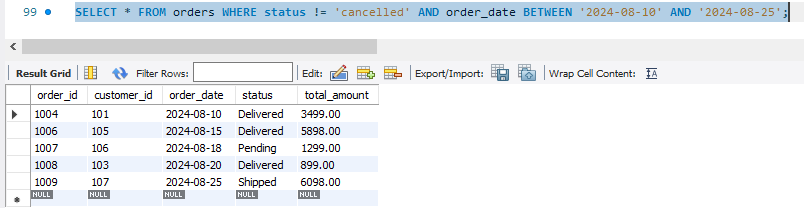 99 SELECT * FROM orders WHERE status != 'cancelled' AND order_date BETWEEN '2024-08-10' AND '2024-08-25';
Result Grid Filter Rows: Edit: Export/Import: Wrap Cell Content:
order_id customer_id order_date status total_amount
1004 101 2024-08-10 Delivered 3499.00
1006 105 2024-08-15 Delivered 5898.00
1007 106 2024-08-18 Pending 1299.00
1008 103 2024-08-20 Delivered 899.00
1009 107 2024-08-25 Shipped 6098.00
NULL NULL NULL NULL NULL